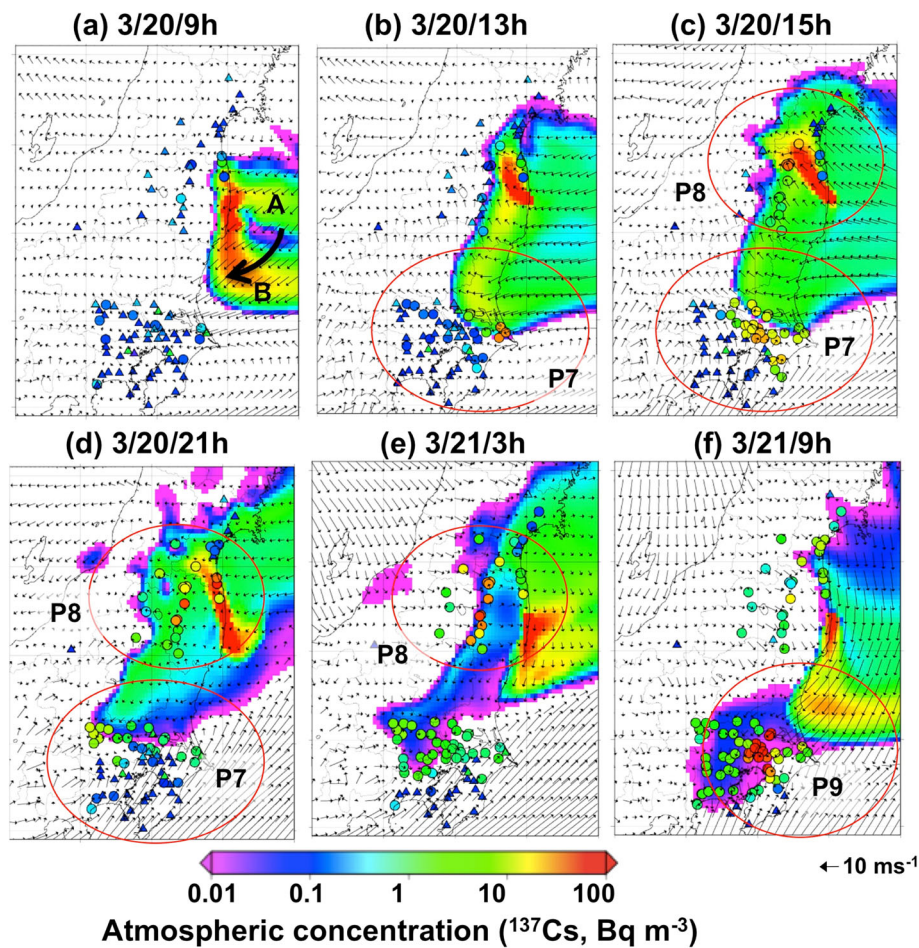 (a) 3/20/9h
(b) 3/20/13h
(c) 3/20/15h
A
B
P7
P8
P7
(d) 3/20/21h
(e) 3/21/3h
(f) 3/21/9h
P8
P7
P8
P9
0.01 0.1 1 10 100
←10 ms⁻¹
Atmospheric concentration (¹³⁷Cs, Bq m⁻³)